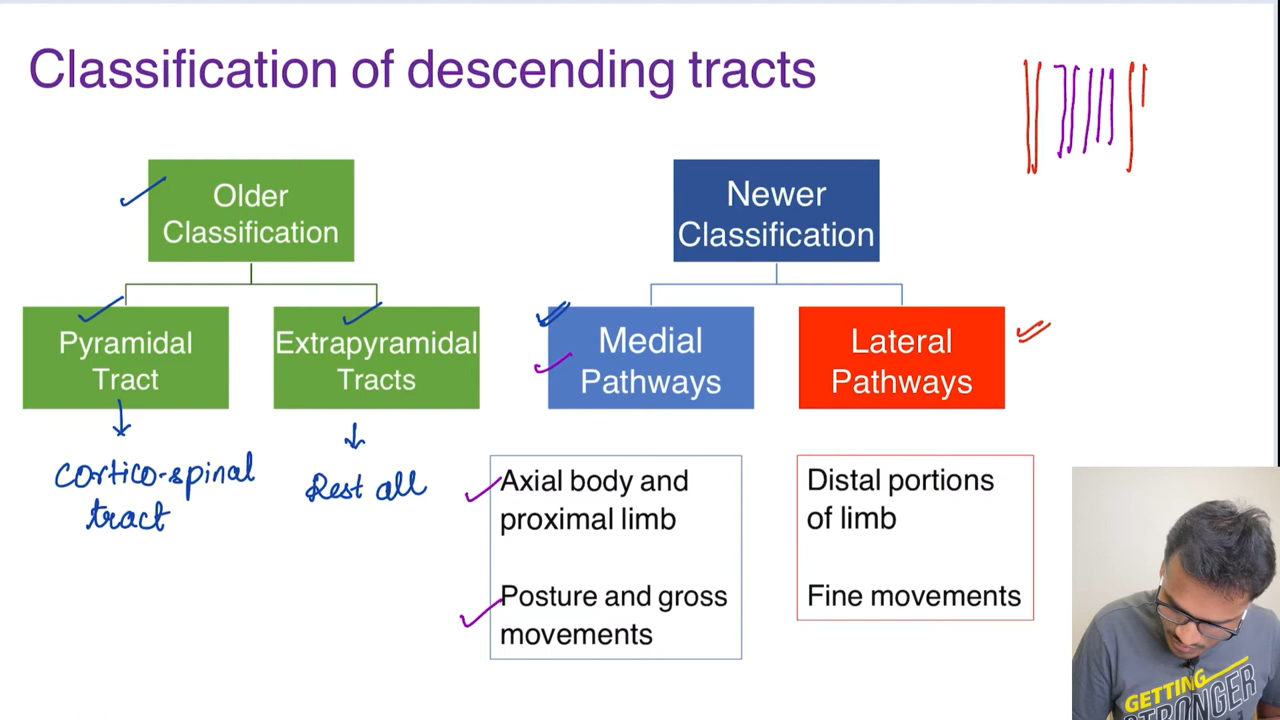 Classification of descending tracts
Older
Classification
Newer
Classification
Pyramidal
Tract
Extrapyramidal
Tracts
Medial
Pathways
Lateral
Pathways
cortico-spinal
tract
Rest all
Axial body and
proximal limb
Posture and gross
movements
Distal portions
of limb
Fine movements
GETTING
STRONGER